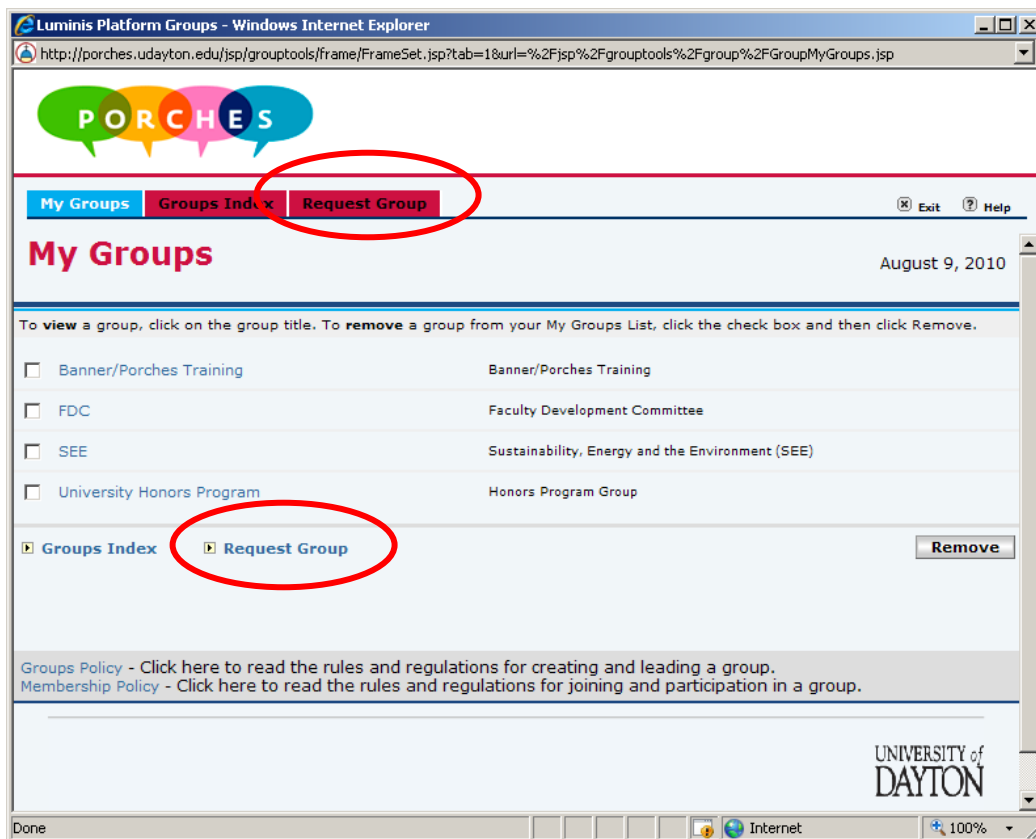 Luminis Platform Groups - Windows Internet Explorer
http://porches.udayton.edu/jsp/grouptools/frame/FrameSet.jsp?tab=1&url=%2Fjsp%2Fgrouptools%2Fgroup%2FGroupMyGroups.jsp
PORCHES
My Groups Groups Index Request Group Exit Help
My Groups
August 9, 2010
To view a group, click on the group title. To remove a group from your My Groups List, click the check box and then click Remove.
Banner/Porches Training Banner/Porches Training
FDC Faculty Development Committee
SEE Sustainability, Energy and the Environment (SEE)
University Honors Program Honors Program Group
Groups Index Request Group Remove
Groups Policy - Click here to read the rules and regulations for creating and leading a group.
Membership Policy - Click here to read the rules and regulations for joining and participation in a group.
UNIVERSITY of
DAYTON
Done Internet 100%